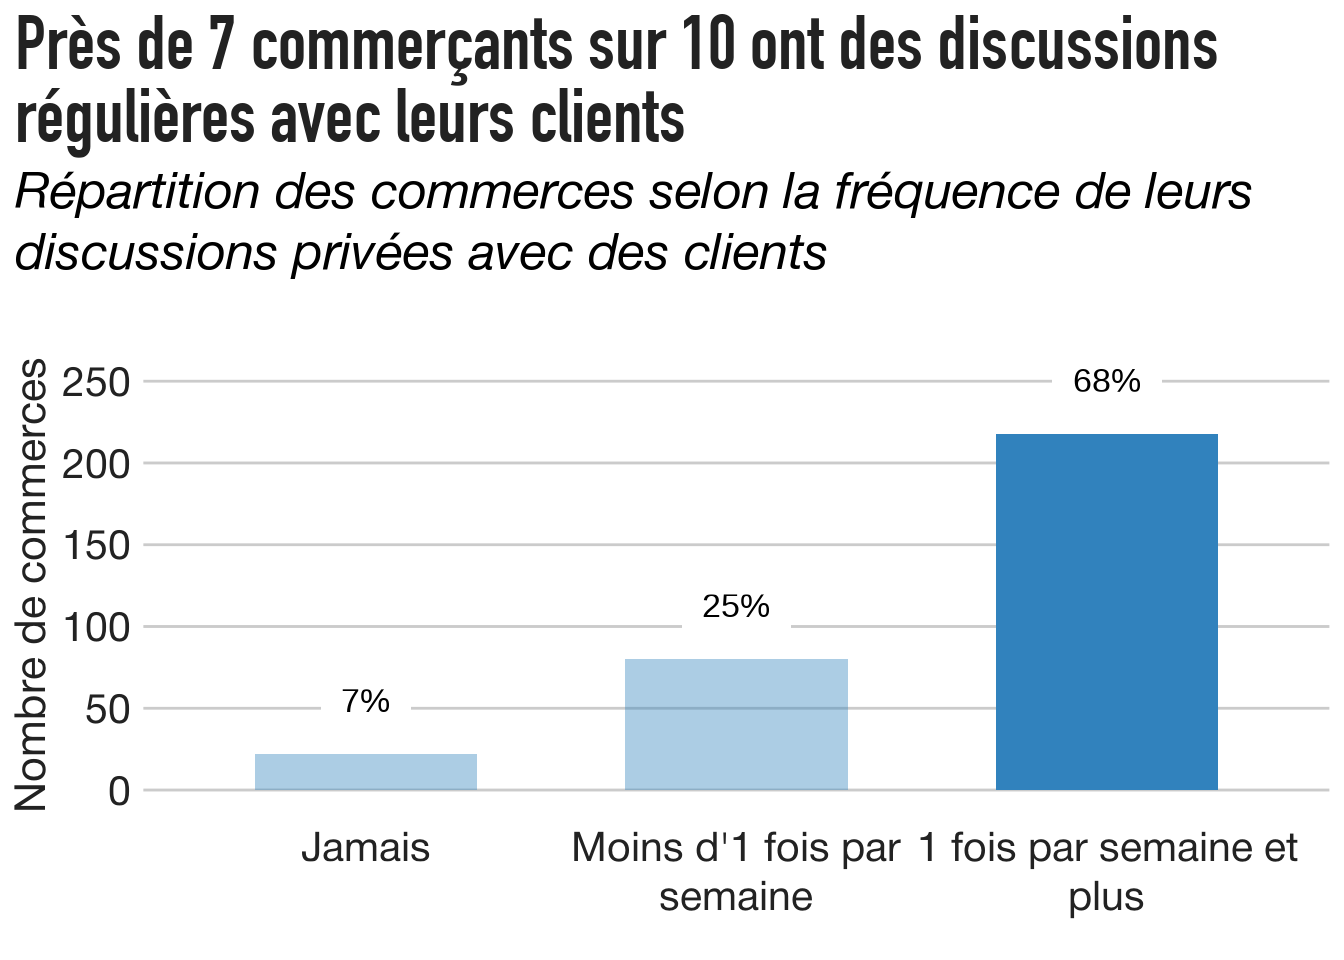 Près de 7 commerçants sur 10 ont des discussions
régulières avec leurs clients
Répartition des commerces selon la fréquence de leurs
discussions privées avec des clients
Nombre de commerces
250
200
150
100
50
0
7%
25%
68%
Jamais
Moins d'1 fois par
semaine
1 fois par semaine et
plus